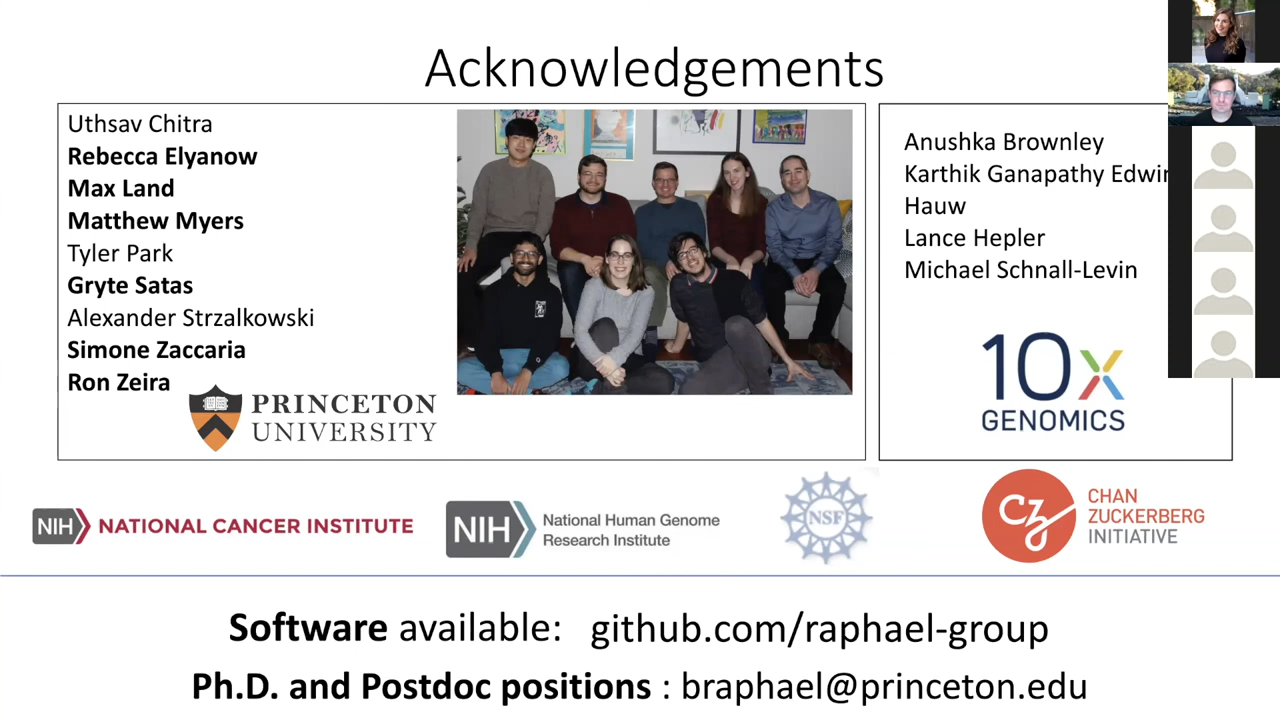 Acknowledgements
Uthsav Chitra
Rebecca Elyanow
Max Land
Matthew Myers
Tyler Park
Gryte Satas
Alexander Strzalkowski
Simone Zaccaria
Ron Zeira
PRINCETON
UNIVERSITY
Anushka Brownley
Karthik Ganapathy Edwin
Hauw
Lance Hepler
Michael Schnall-Levin
10x
GENOMICS
NIH NATIONAL CANCER INSTITUTE
NIH National Human Genome
Research Institute
NSF
CZ CHAN
ZUCKERBERG
INITIATIVE
Software available: github.com/raphael-group
Ph.D. and Postdoc positions : braphael@princeton.edu